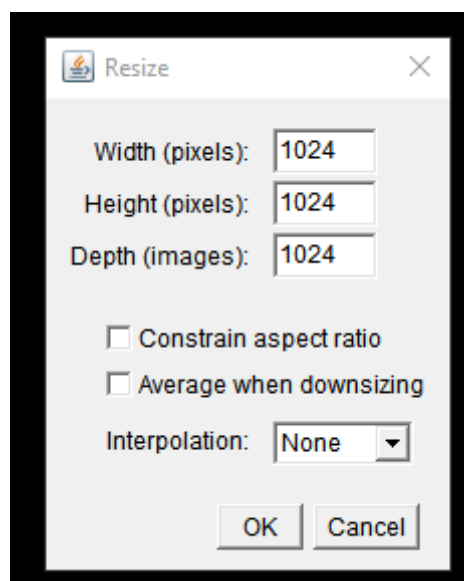 Resize
Width (pixels): 1024
Height (pixels): 1024
Depth (images): 1024
Constrain aspect ratio
Average when downsizing
Interpolation: None
OK Cancel